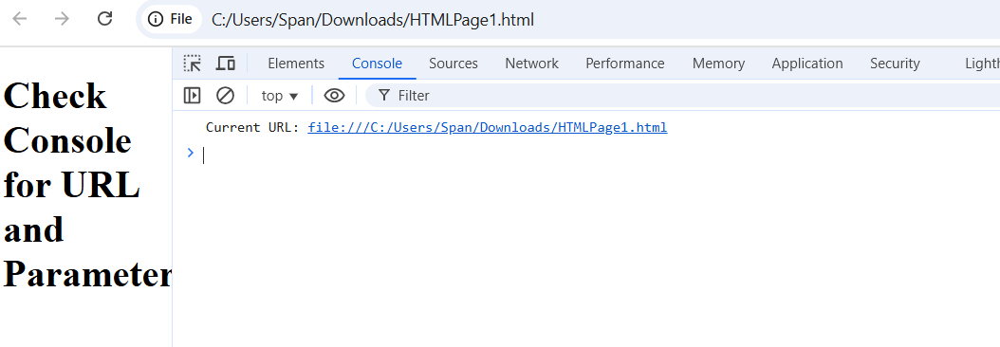 File C:/Users/Span/Downloads/HTMLPage1.html
Elements Console Sources Network Performance Memory Application Security Lighth
top Filter
Current URL: file:///C:/Users/Span/Downloads/HTMLPage1.html
Check
Console
for URL
and
Parameter